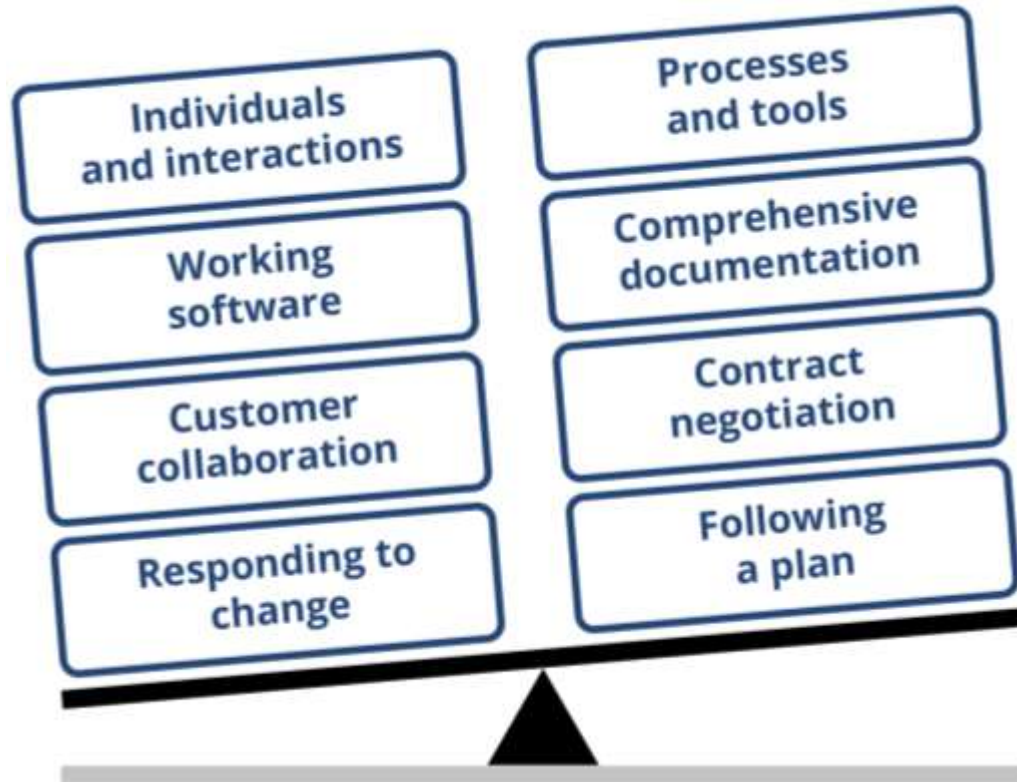 Individuals
and interactions
Working
software
Customer
collaboration
Responding to
change
Processes
and tools
Comprehensive
documentation
Contract
negotiation
Following
a plan